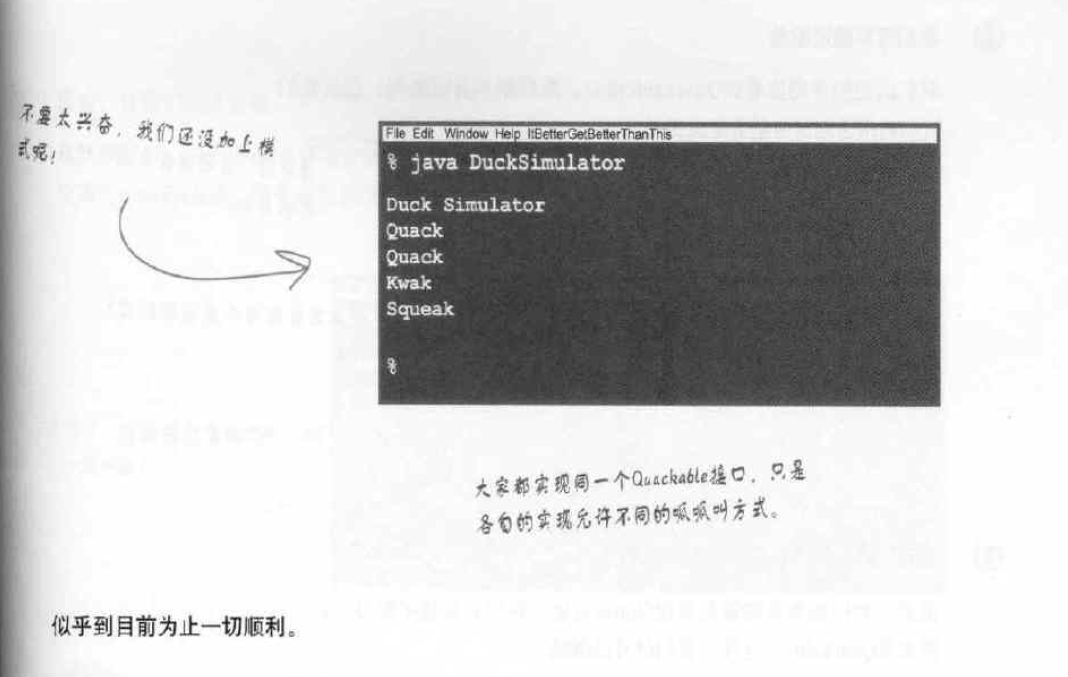 不要太兴奋，我们还没加上模
式呢！
File Edit Window Help ItBetterGetBetterThanThis
% java DuckSimulator
Duck Simulator
Quack
Quack
Kwak
Squeak
%
大家都实现同一个Quackable接口，只是
各自的实现允许不同的呱呱叫方式。
似乎到目前为止一切顺利。